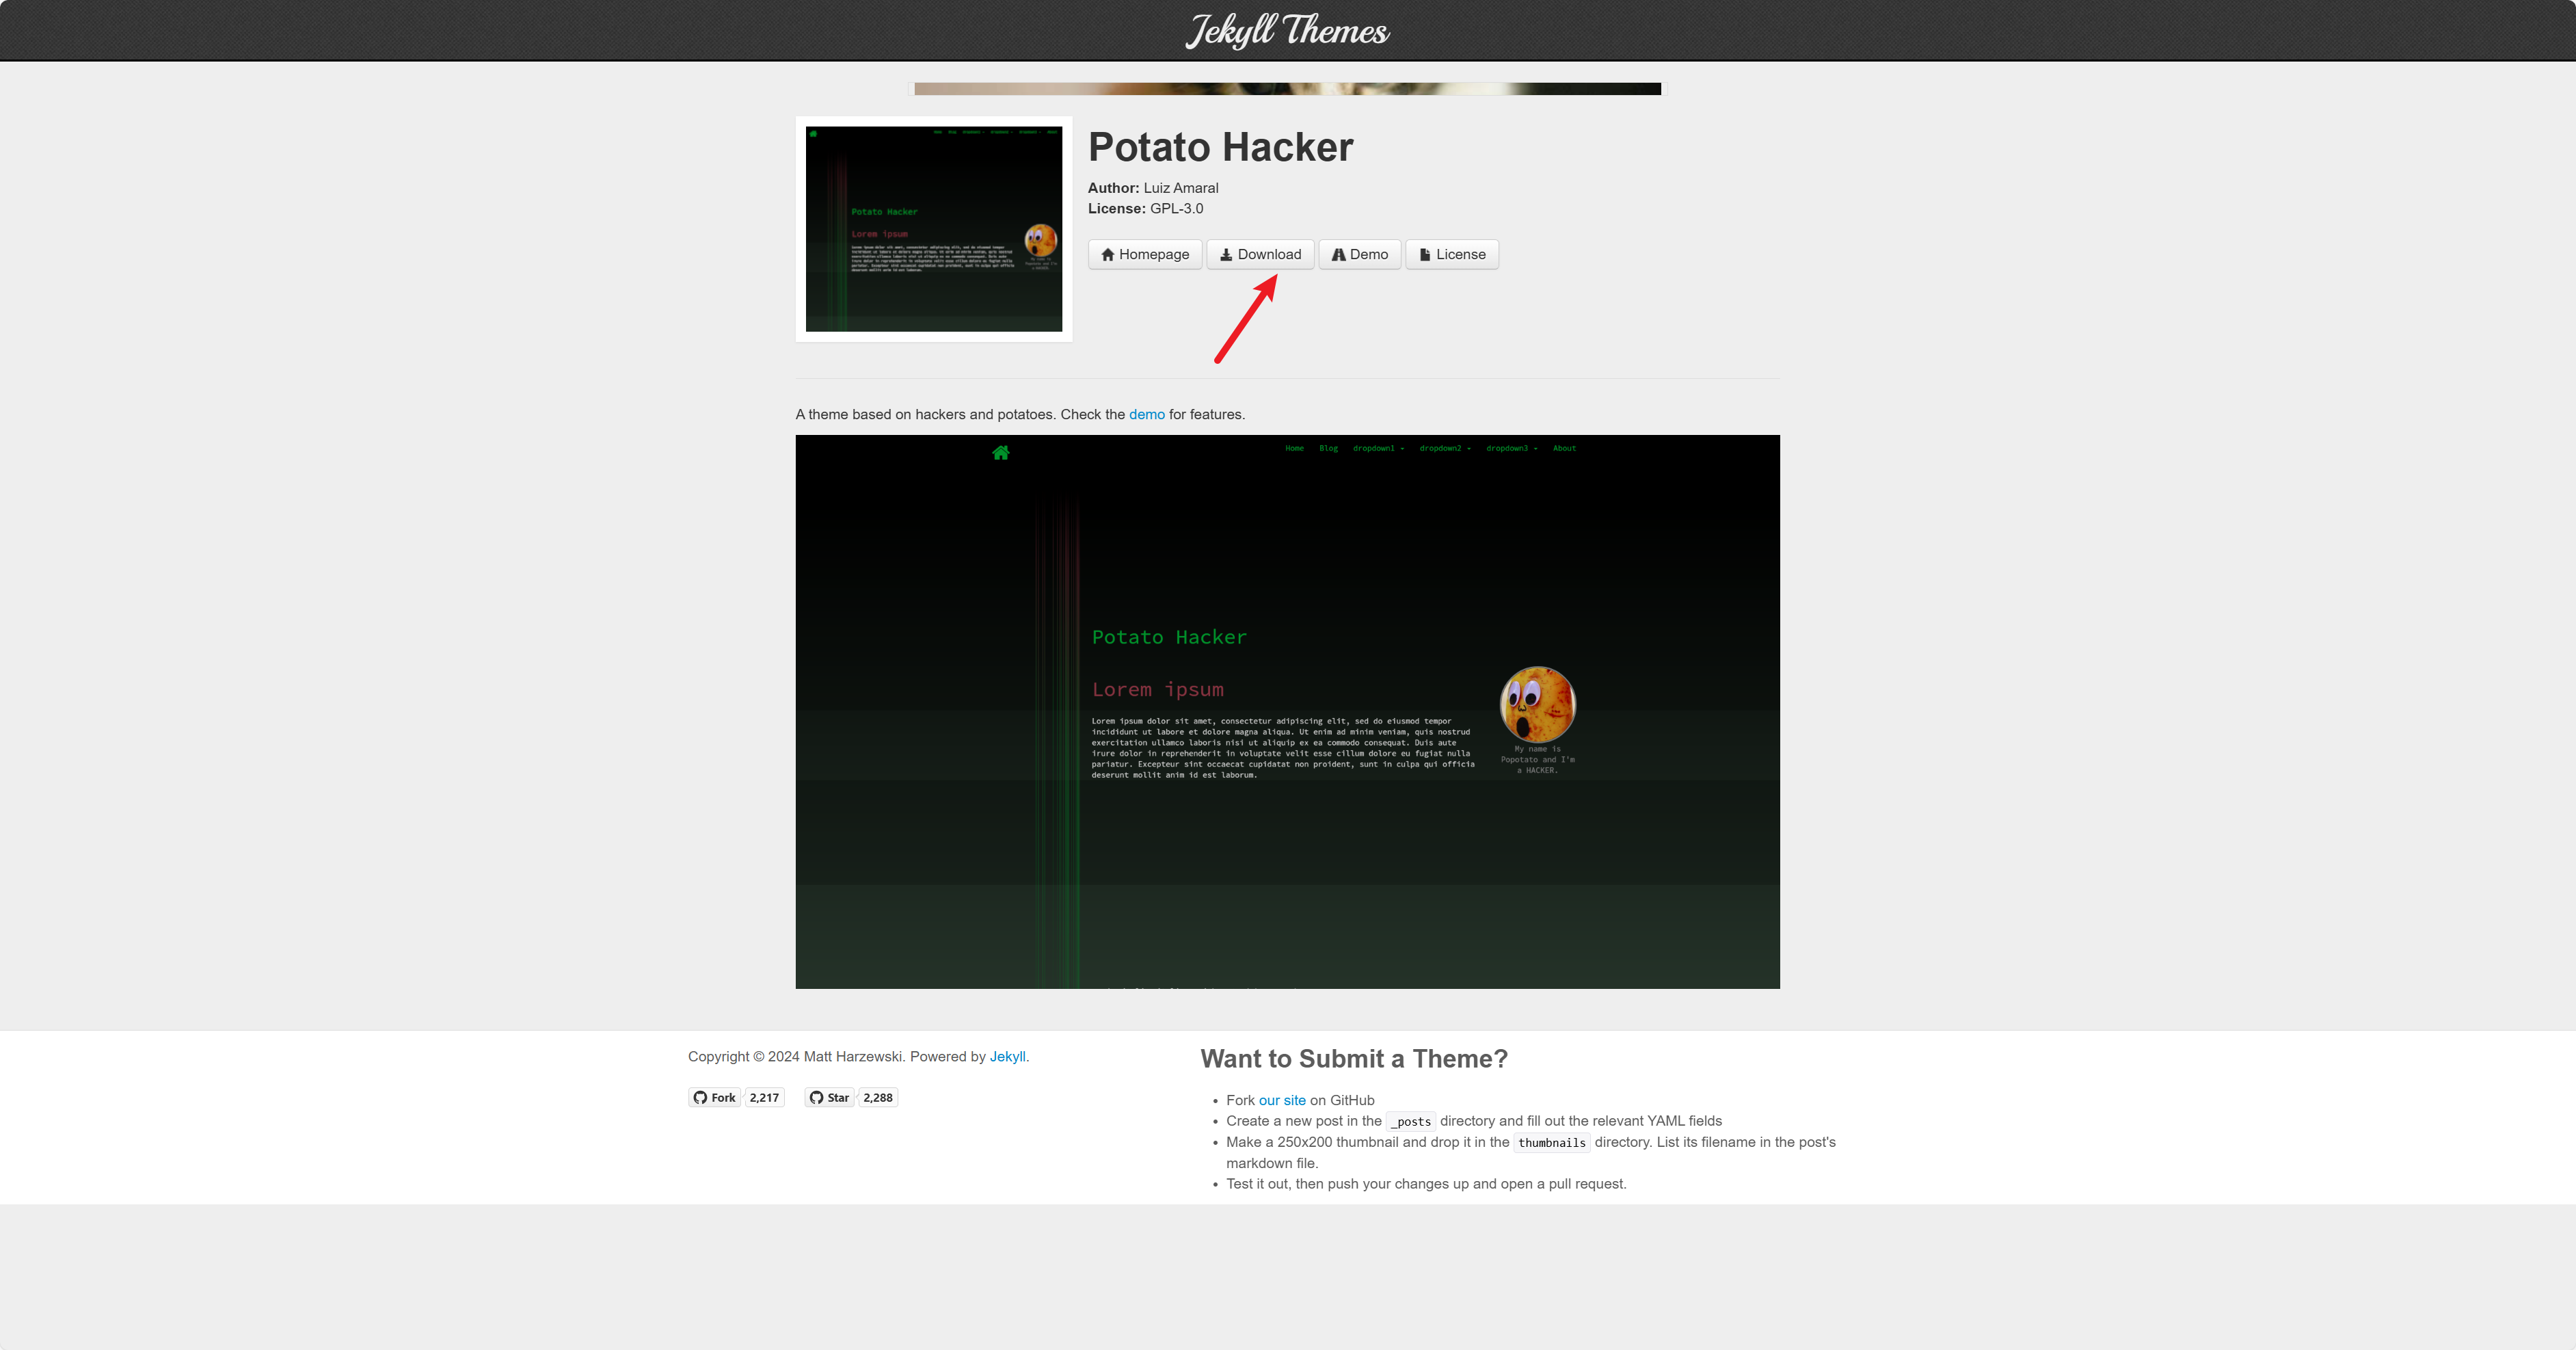 Jekyll Themes
Potato Hacker
Author: Luiz Amaral
License: GPL-3.0
Homepage Download Demo License
Potato Hacker
Lorem ipsum
A theme based on hackers and potatoes. Check the demo for features.
Home Blog dropdown1 dropdown2 dropdown3 About
Potato Hacker
Lorem ipsum
Lorem ipsum dolor sit amet, consectetur adipiscing elit, sed do eiusmod tempor
incididunt ut labore et dolore magna aliqua. Ut enim ad minim veniam, quis nostrud
exercitation ullamco laboris nisi ut aliquip ex ea commodo consequat. Duis aute
irure dolor in reprehenderit in voluptate velit esse cillum dolore eu fugiat nulla
pariatur. Excepteur sint occaecat cupidatat non proident, sunt in culpa qui officia
deserunt mollit anim id est laborum.
My name is
Popotato and I'm
a HACKER.
Copyright © 2024 Matt Harzewski. Powered by Jekyll.
Fork 2,217 Star 2,288
Want to Submit a Theme?
Fork our site on GitHub
Create a new post in the _posts directory and fill out the relevant YAML fields
Make a 250x200 thumbnail and drop it in the thumbnails directory. List its filename in the post's
markdown file.
Test it out, then push your changes up and open a pull request.